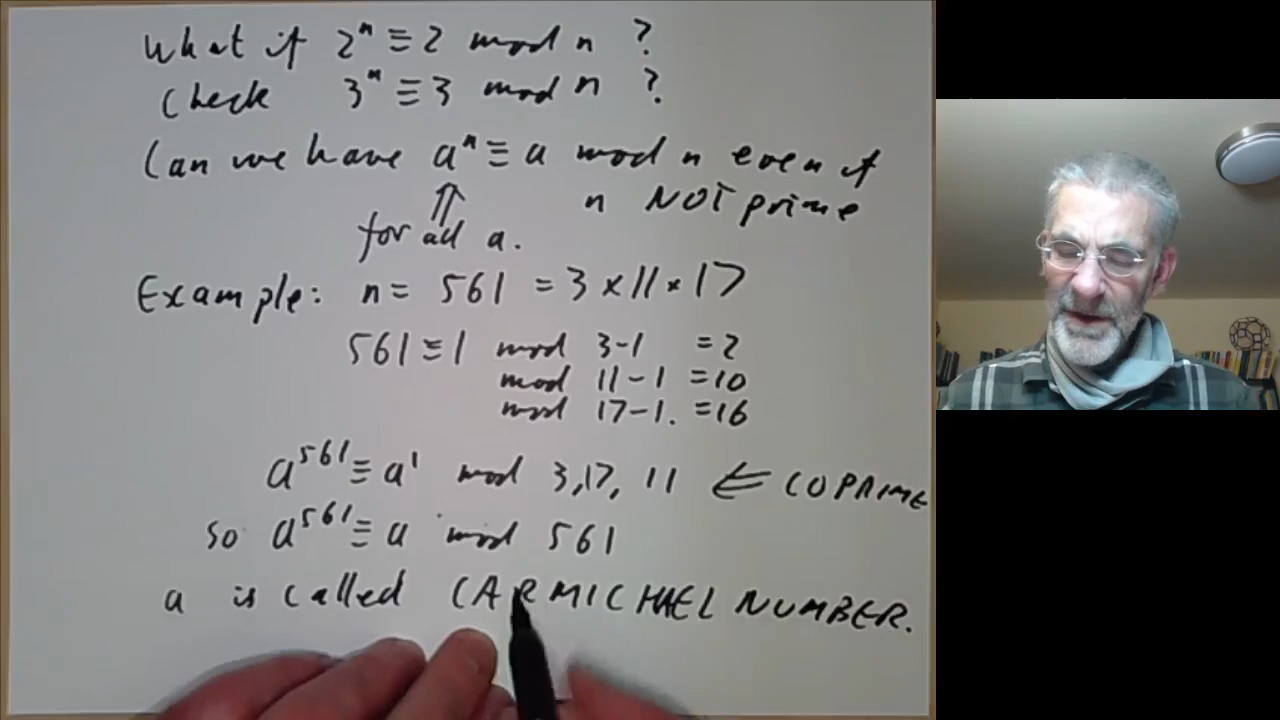 What if 2ⁿ ≡ 2 mod n ?
Check 3ⁿ ≡ 3 mod n ?
Can we have aⁿ ≡ a mod n even if
⇑ n NOT prime
for all a.
Example: n = 561 = 3 × 11 × 17
561 ≡ 1 mod 3-1 = 2
mod 11-1 = 10
mod 17-1. = 16
a⁵⁶¹ ≡ a¹ mod 3, 17, 11 ⇐ COPRIME
so a⁵⁶¹ ≡ a mod 561
a is called CARMICHAEL NUMBER.